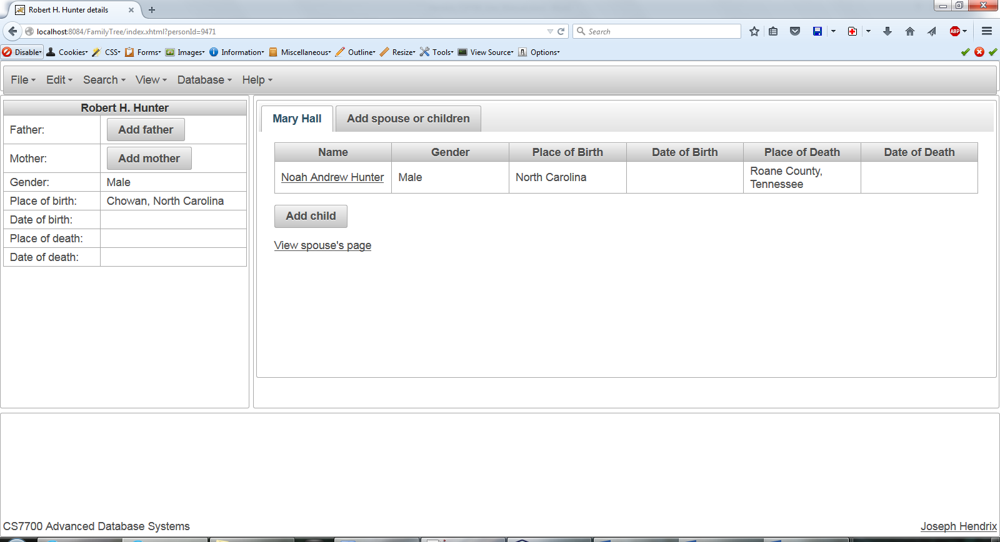 Robert H. Hunter details
localhost:8084/FamilyTree/index.xhtml?personId=9471
Search
ABP
Disable Cookies CSS Forms Images Information Miscellaneous Outline Resize Tools View Source Options
File Edit Search View Database Help
Robert H. Hunter
Father: Add father
Mother: Add mother
Gender: Male
Place of birth: Chowan, North Carolina
Date of birth:
Place of death:
Date of death:
Mary Hall Add spouse or children
Name Gender Place of Birth Date of Birth Place of Death Date of Death
Noah Andrew Hunter Male North Carolina Roane County,
Tennessee
Add child
View spouse's page
CS7700 Advanced Database Systems
Joseph Hendrix